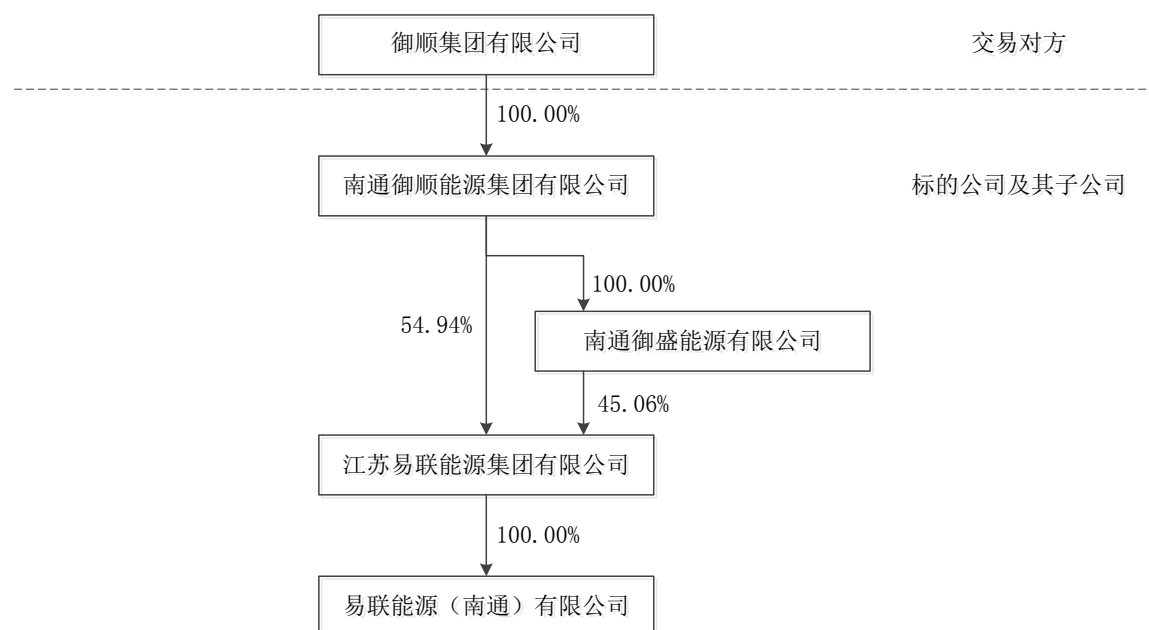 御顺集团有限公司
交易对方
100.00%
南通御顺能源集团有限公司
标的公司及其子公司
100.00%
54.94%
南通御盛能源有限公司
45.06%
江苏易联能源集团有限公司
100.00%
易联能源（南通）有限公司